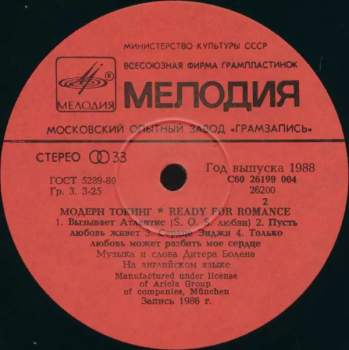 МИНИСТЕРСТВО КУЛЬТУРЫ СССР
ВСЕСОЮЗНАЯ ФИРМА ГРАМПЛАСТИНОК
МЕЛОДИЯ
МЕЛОДИЯ
МОСКОВСКИЙ ОПЫТНЫЙ ЗАВОД «ГРАМЗАПИСЬ»
СТЕРЕО 33
Год выпуска 1988
ГОСТ 5289-80
С60 26199 004
Гр. 3. 3-25
26200
2
МОДЕРН ТОКИНГ * READY FOR ROMANCE
1. Вызывает Атлантис (S. O. S. любви) 2. Пусть
любовь живет 3. Сердце Энджи 4. Только
любовь может разбить мое сердце
Музыка и слова Дитера Болена
На английском языке
Manufactured under license
of Ariola Group
of companies, München
Запись 1986 г.